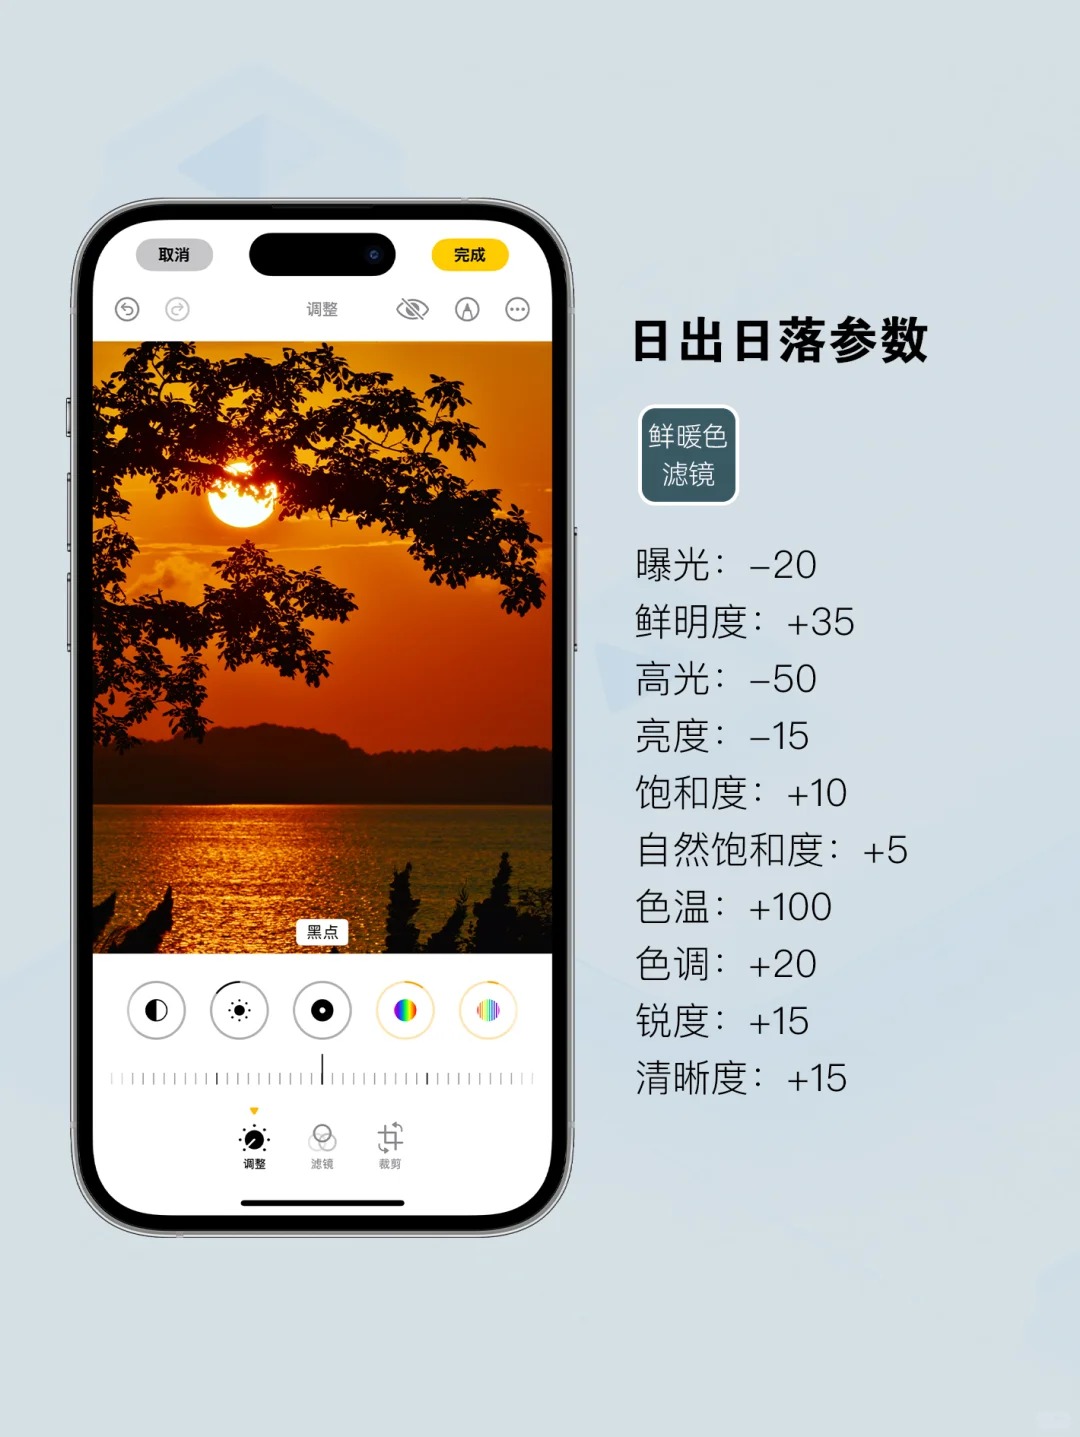 取消
完成
调整
日出日落参数
鲜暖色
滤镜
曝光：-20
鲜明度：+35
高光：-50
亮度：-15
饱和度：+10
自然饱和度：+5
色温：+100
色调：+20
锐度：+15
清晰度：+15
黑点
调整
滤镜
裁剪